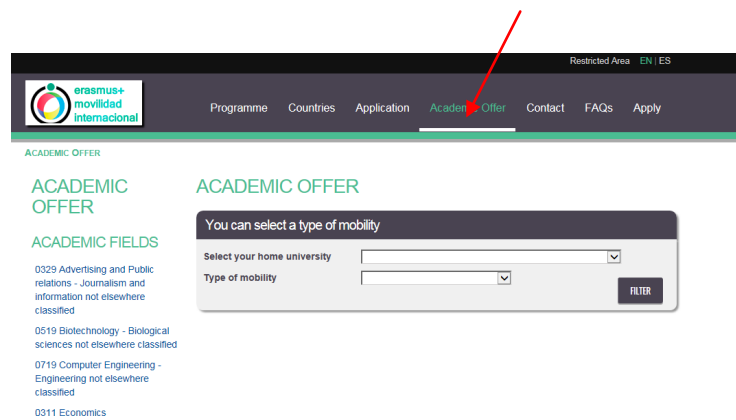 Restricted Area EN | ES
erasmus+
movilidad
internacional
Programme Countries Application Academic Offer Contact FAQs Apply
ACADEMIC OFFER
ACADEMIC
OFFER
ACADEMIC FIELDS
0329 Advertising and Public
relations - Journalism and
information not elsewhere
classified
0519 Biotechnology - Biological
sciences not elsewhere classified
0719 Computer Engineering -
Engineering not elsewhere
classified
0311 Economics
ACADEMIC OFFER
You can select a type of mobility
Select your home university
Type of mobility
FILTER